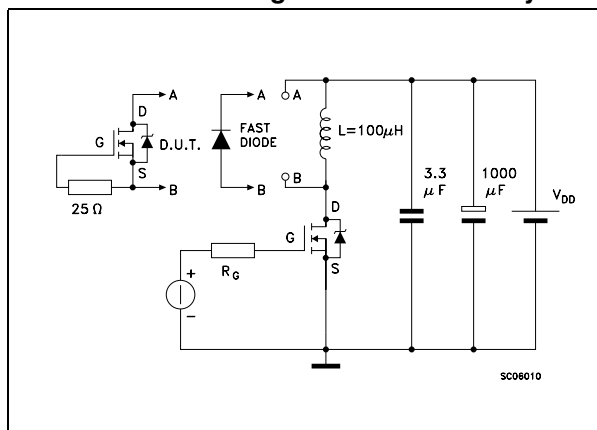 A
D
G
D.U.T.
S
B
25 Ω
A
FAST
DIODE
B
A
L=100μH
B
D
G
S
+
-
RG
3.3
μF
1000
μF
VDD
SC06010